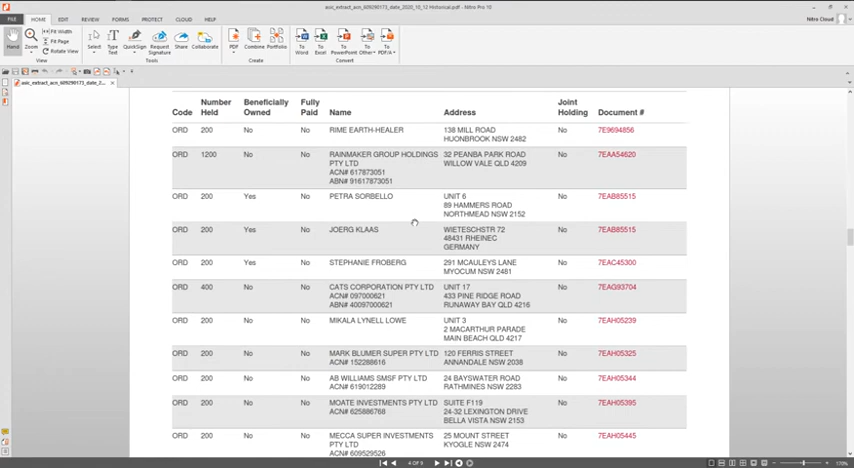 asic_extract_acn_609290173_date_2020_10_12 Historical.pdf - Nitro Pro 10
FILE HOME EDIT REVIEW FORMS PROTECT CLOUD HELP
Nitro Cloud
Hand Zoom Fit Width Fit Page Rotate View
View
Select Type Text QuickSign Request Signature Share Collaborate
Tools
PDF Combine Portfolio
Create
To Word To Excel To PowerPoint To Other To PDF/A
Convert
asic_extract_acn_609290173_date_2...
Code Number Held Beneficially Owned Fully Paid Name Address Joint Holding Document #
ORD 200 No No RIME EARTH-HEALER 138 MILL ROAD No 7E9694856
HUONBROOK NSW 2482
ORD 1200 No No RAINMAKER GROUP HOLDINGS 32 PEANBA PARK ROAD No 7EAA54620
PTY LTD WILLOW VALE QLD 4209
ACN# 617873051
ABN# 91617873051
ORD 200 Yes No PETRA SORBELLO UNIT 6 No 7EAB85515
89 HAMMERS ROAD
NORTHMEAD NSW 2152
ORD 200 Yes No JOERG KLAAS WIETESCHSTR 72 No 7EAB85515
48431 RHEINEC
GERMANY
ORD 200 Yes No STEPHANIE FROBERG 291 MCAULEYS LANE No 7EAC45300
MYOCUM NSW 2481
ORD 400 No No CATS CORPORATION PTY LTD UNIT 17 No 7EAG93704
ACN# 097000621 433 PINE RIDGE ROAD
ABN# 40097000621 RUNAWAY BAY QLD 4216
ORD 200 No No MIKALA LYNELL LOWE UNIT 3 No 7EAH05239
2 MACARTHUR PARADE
MAIN BEACH QLD 4217
ORD 200 No No MARK BLUMER SUPER PTY LTD 120 FERRIS STREET No 7EAH05325
ACN# 152288616 ANNANDALE NSW 2038
ORD 200 No No AB WILLIAMS SMSF PTY LTD 24 BAYSWATER ROAD No 7EAH05344
ACN# 619012289 RATHMINES NSW 2283
ORD 200 No No MOATE INVESTMENTS PTY LTD SUITE F119 No 7EAH05395
ACN# 625886768 24-32 LEXINGTON DRIVE
BELLA VISTA NSW 2153
ORD 200 No No MECCA SUPER INVESTMENTS 25 MOUNT STREET No 7EAH05445
PTY LTD KYOGLE NSW 2474
ACN# 609529526
4 OF 9
170%